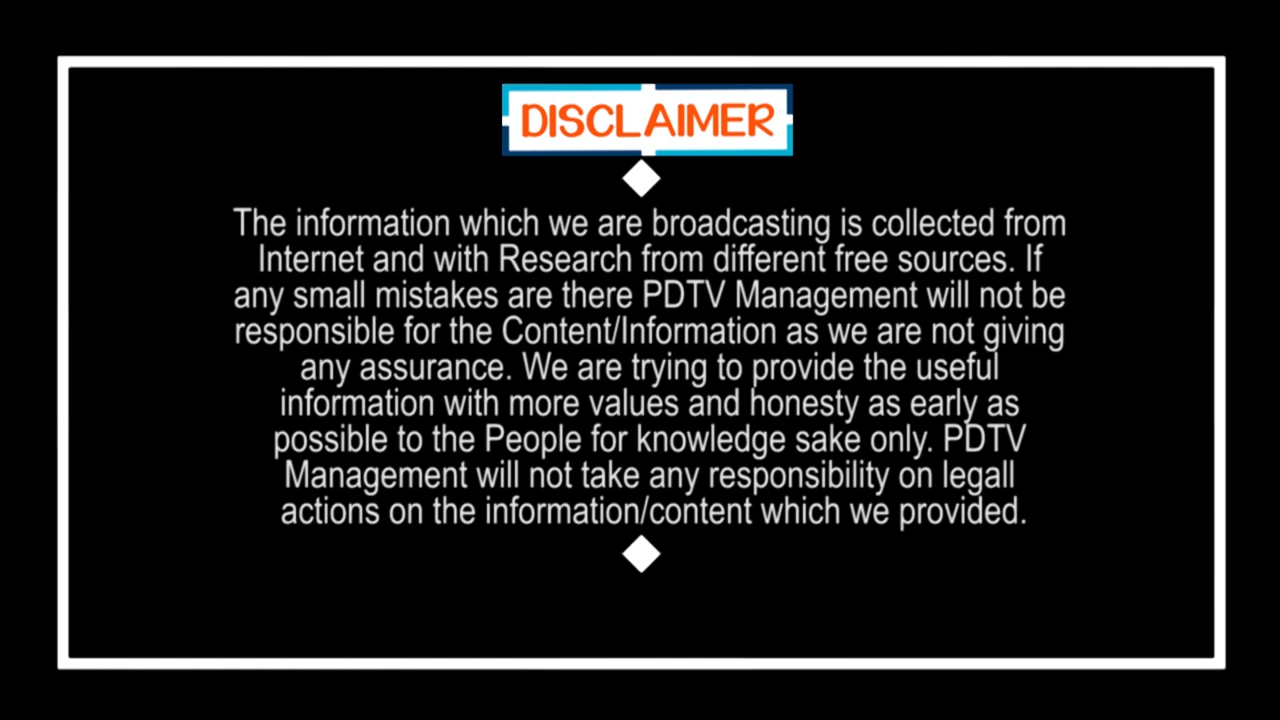 DISCLAIMER
The information which we are broadcasting is collected from
Internet and with Research from different free sources. If
any small mistakes are there PDTV Management will not be
responsible for the Content/Information as we are not giving
any assurance. We are trying to provide the useful
information with more values and honesty as early as
possible to the People for knowledge sake only. PDTV
Management will not take any responsibility on legall
actions on the information/content which we provided.